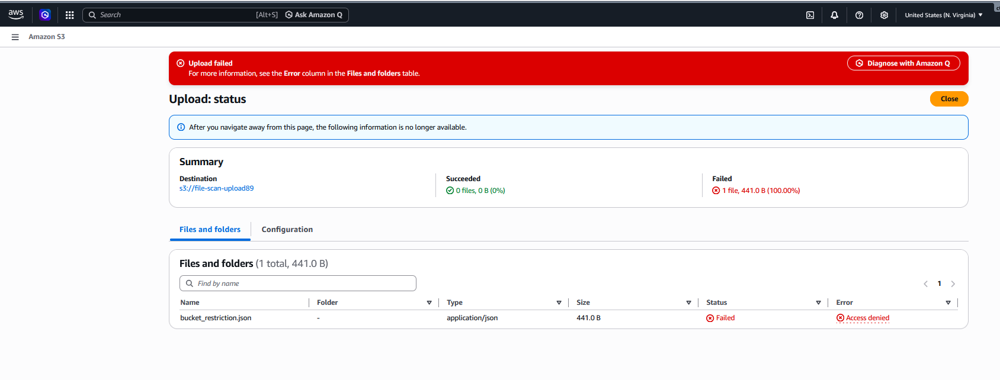 aws
Search [Alt+S] Ask Amazon Q United States (N. Virginia)
Amazon S3
Upload failed
For more information, see the Error column in the Files and folders table.
Diagnose with Amazon Q
Upload: status
Close
After you navigate away from this page, the following information is no longer available.
Summary
Destination
s3://file-scan-upload89
Succeeded
0 files, 0 B (0%)
Failed
1 file, 441.0 B (100.00%)
Files and folders Configuration
Files and folders (1 total, 441.0 B)
Find by name
1
Name Folder Type Size Status Error
bucket_restriction.json - application/json 441.0 B Failed Access denied